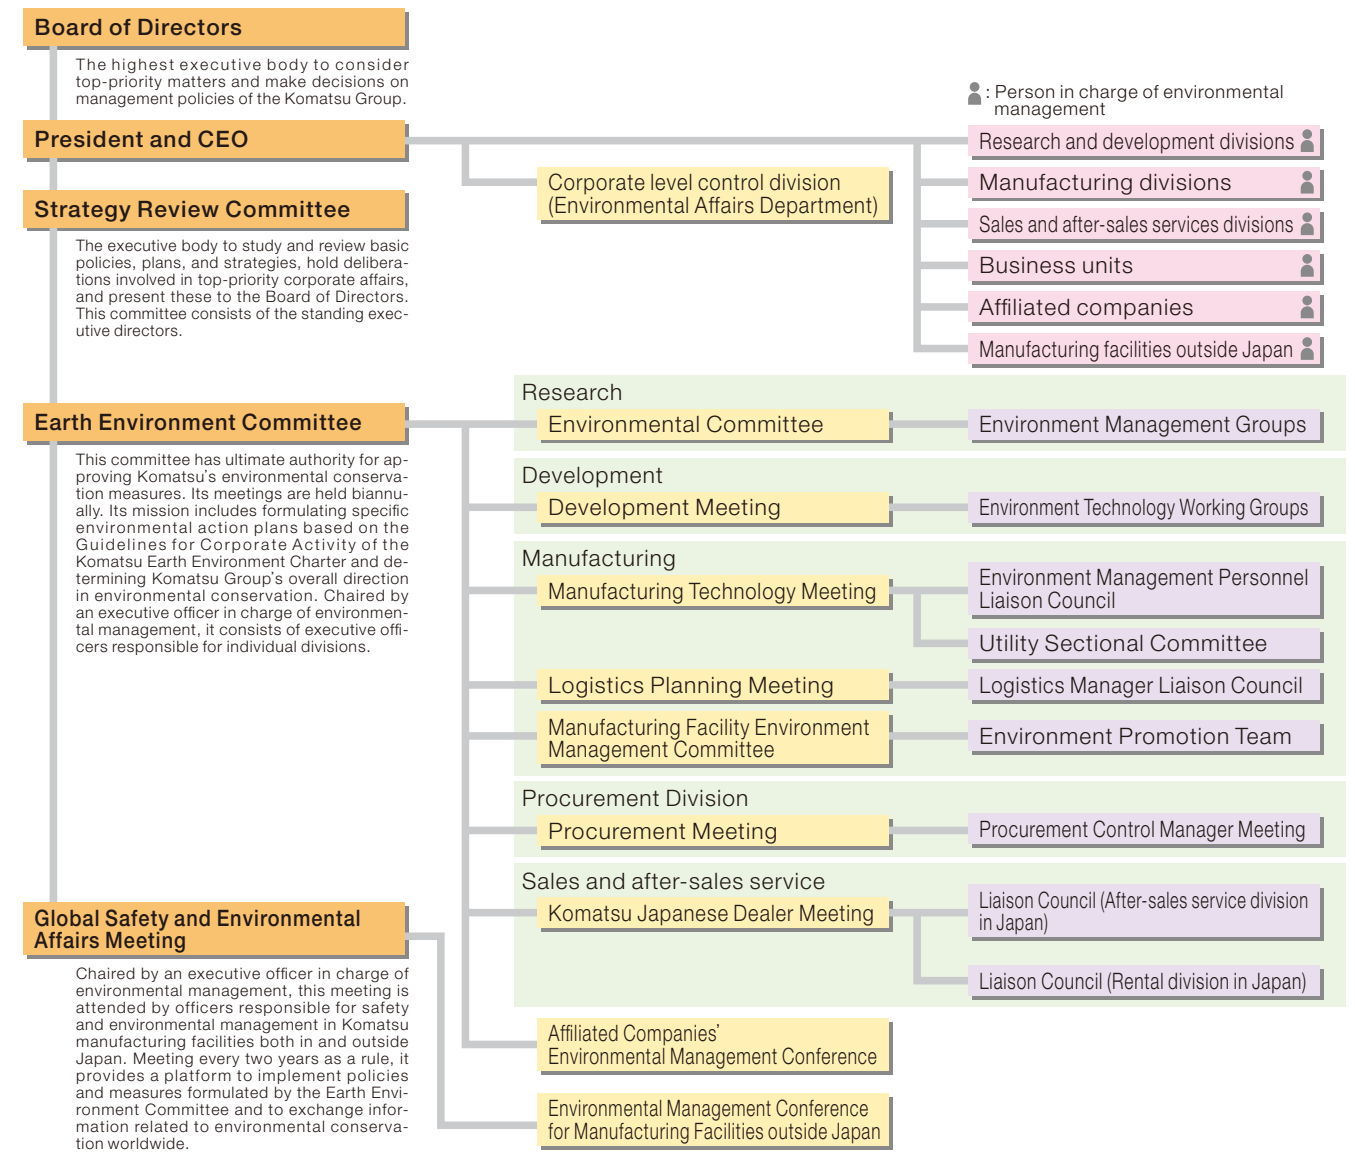 Board of Directors
The highest executive body to consider
top-priority matters and make decisions on
management policies of the Komatsu Group.
President and CEO
Strategy Review Committee
The executive body to study and review basic
policies, plans, and strategies, hold delibera-
tions involved in top-priority corporate affairs,
and present these to the Board of Directors.
This committee consists of the standing exec-
utive directors.
Corporate level control division
(Environmental Affairs Department)
: Person in charge of environmental
management
Research and development divisions
Manufacturing divisions
Sales and after-sales services divisions
Business units
Affiliated companies
Manufacturing facilities outside Japan
Earth Environment Committee
This committee has ultimate authority for ap-
proving Komatsu's environmental conserva-
tion measures. Its meetings are held biannu-
ally. Its mission includes formulating specific
environmental action plans based on the
Guidelines for Corporate Activity of the
Komatsu Earth Environment Charter and de-
termining Komatsu Group's overall direction
in environmental conservation. Chaired by
an executive officer in charge of environmen-
tal management, it consists of executive offi-
cers responsible for individual divisions.
Research
Environmental Committee
Environment Management Groups
Development
Development Meeting
Environment Technology Working Groups
Manufacturing
Manufacturing Technology Meeting
Environment Management Personnel
Liaison Council
Utility Sectional Committee
Logistics Planning Meeting
Logistics Manager Liaison Council
Manufacturing Facility Environment
Management Committee
Environment Promotion Team
Procurement Division
Procurement Meeting
Procurement Control Manager Meeting
Sales and after-sales service
Komatsu Japanese Dealer Meeting
Liaison Council (After-sales service division
in Japan)
Liaison Council (Rental division in Japan)
Global Safety and Environmental
Affairs Meeting
Chaired by an executive officer in charge of
environmental management, this meeting is
attended by officers responsible for safety
and environmental management in Komatsu
manufacturing facilities both in and outside
Japan. Meeting every two years as a rule, it
provides a platform to implement policies
and measures formulated by the Earth Envi-
ronment Committee and to exchange infor-
mation related to environmental conserva-
tion worldwide.
Affiliated Companies'
Environmental Management Conference
Environmental Management Conference
for Manufacturing Facilities outside Japan